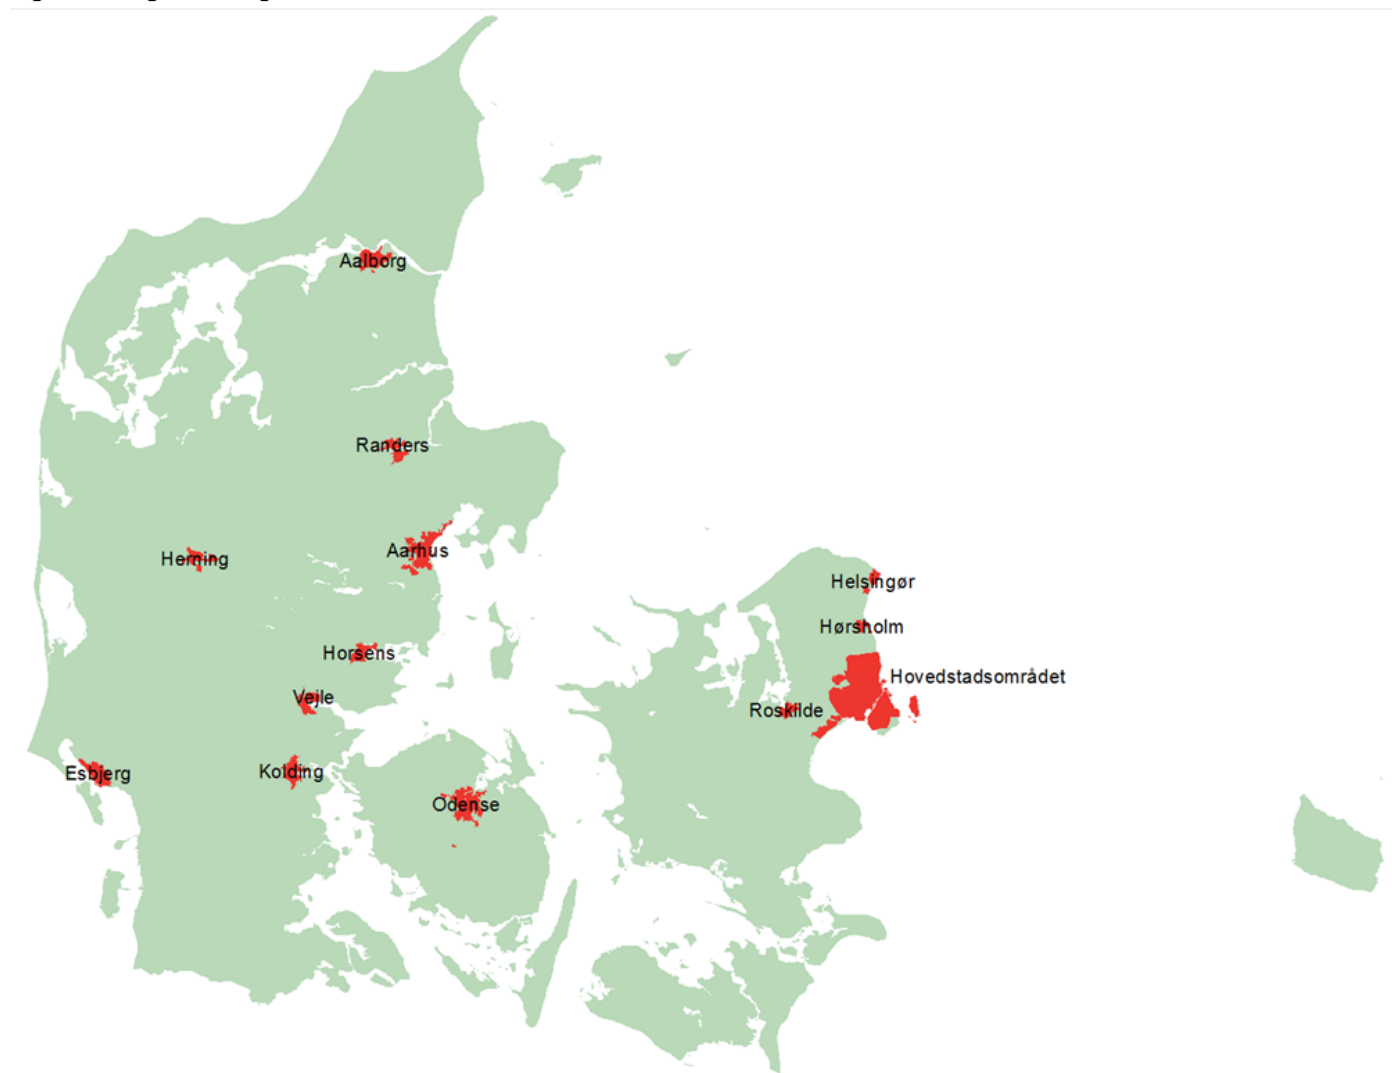 Aalborg
Randers
Aarhus
Herning
Helsingør
Hørsholm
Horsens
Hovedstadsområdet
Vejle
Roskilde
Esbjerg
Kolding
Odense